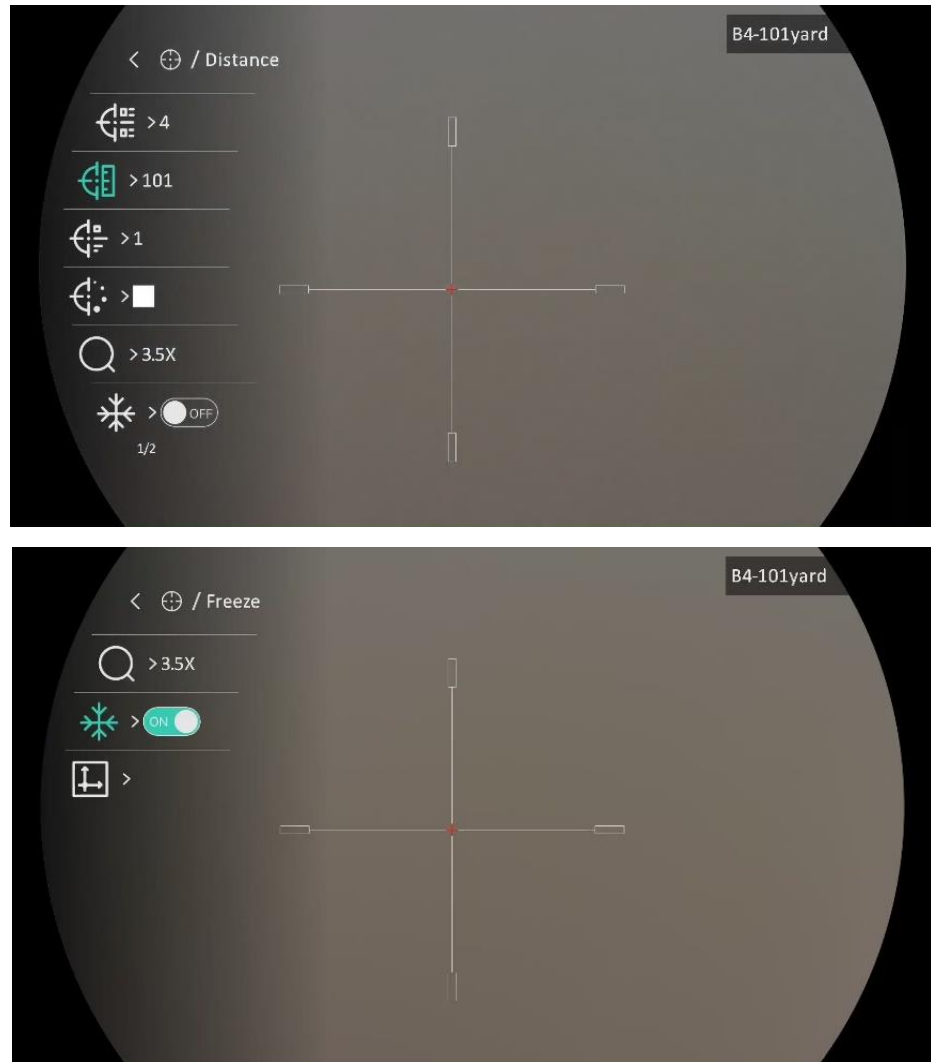 B4-101yard
< / Distance
>4
>101
>1
>
>3.5X
> OFF
1/2
B4-101yard
< / Freeze
>3.5X
> ON
>